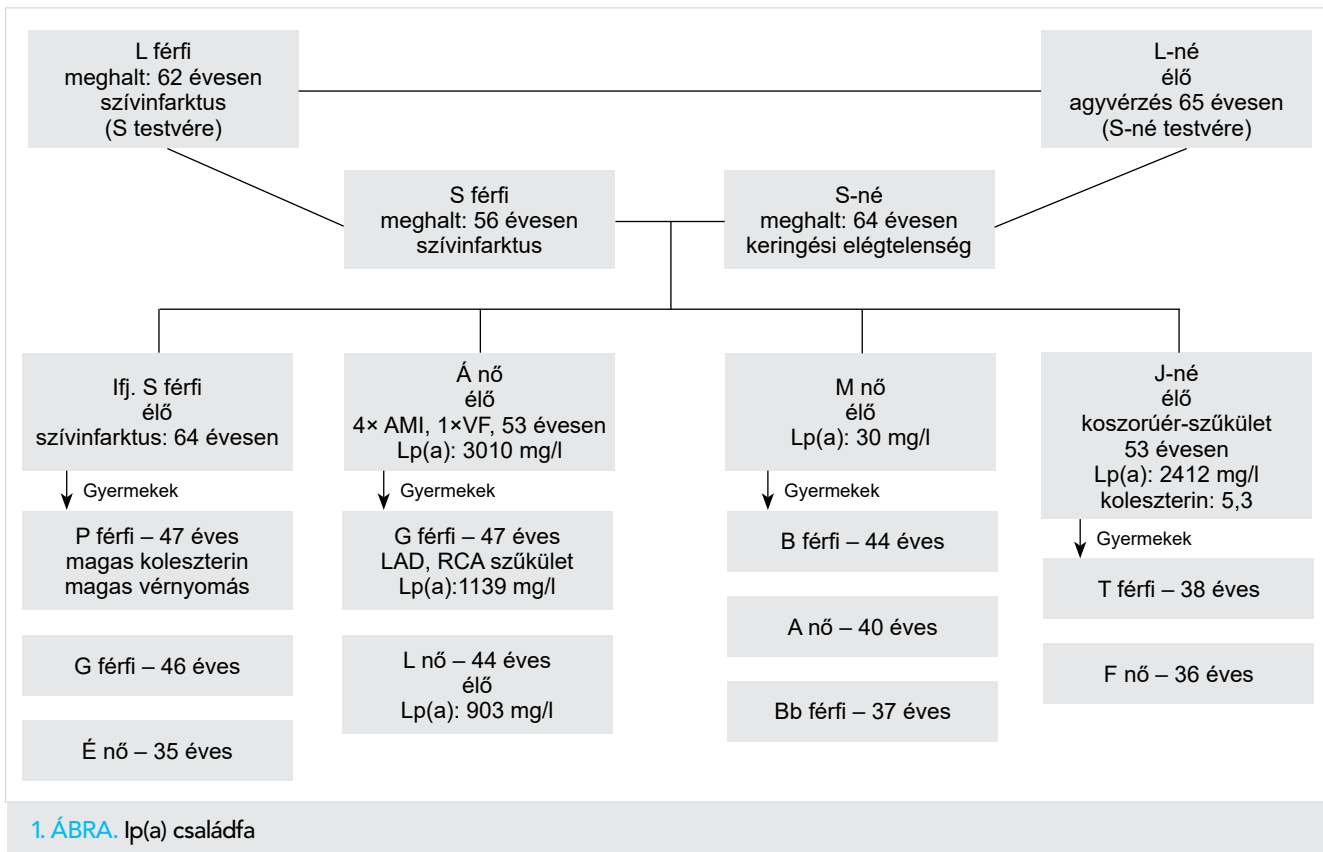 L férfi
meghalt: 62 évesen
szívinfarktus
(S testvére)
L-né
élő
agyvérzés 65 évesen
(S-né testvére)
S férfi
meghalt: 56 évesen
szívinfarktus
S-né
meghalt: 64 évesen
keringési elégtelenség
Ifj. S férfi
élő
szívinfarktus: 64 évesen
Gyermekek
P férfi – 47 éves
magas koleszterin
magas vérnyomás
G férfi – 46 éves
É nő – 35 éves
Á nő
élő
4× AMI, 1×VF, 53 évesen
Lp(a): 3010 mg/l
Gyermekek
G férfi – 47 éves
LAD, RCA szűkület
Lp(a):1139 mg/l
L nő – 44 éves
élő
Lp(a): 903 mg/l
M nő
élő
Lp(a): 30 mg/l
Gyermekek
B férfi – 44 éves
A nő – 40 éves
Bb férfi – 37 éves
J-né
élő
koszorúér-szűkület
53 évesen
Lp(a): 2412 mg/l
koleszterin: 5,3
Gyermekek
T férfi – 38 éves
F nő – 36 éves
1. ÁBRA. lp(a) családfa